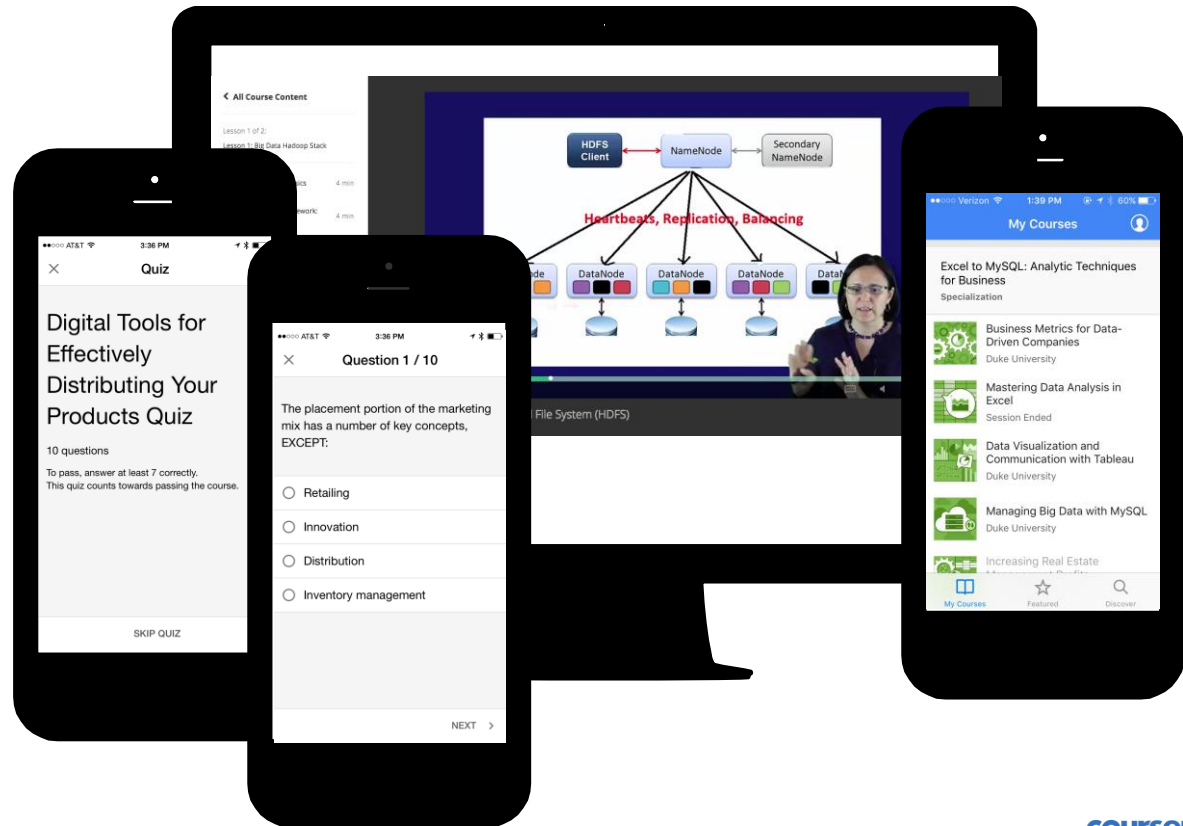 All Course Content
Lesson 1 of 2:
Lesson 1: Big Data Hadoop Stack
4 min
4 min
HDFS
Client
NameNode
Secondary
NameNode
Heartbeats, Replication, Balancing
DataNode
DataNode
DataNode
File System (HDFS)
AT&T
3:36 PM
Quiz
Digital Tools for
Effectively
Distributing Your
Products Quiz
10 questions
To pass, answer at least 7 correctly.
This quiz counts towards passing the course.
SKIP QUIZ
AT&T
3:36 PM
Question 1 / 10
The placement portion of the marketing
mix has a number of key concepts,
EXCEPT:
Retailing
Innovation
Distribution
Inventory management
NEXT
Verizon
1:39 PM
60%
My Courses
Excel to MySQL: Analytic Techniques
for Business
Specialization
Business Metrics for Data-
Driven Companies
Duke University
Mastering Data Analysis in
Excel
Session Ended
Data Visualization and
Communication with Tableau
Duke University
Managing Big Data with MySQL
Duke University
Increasing Real Estate
My Courses
Featured
Discover